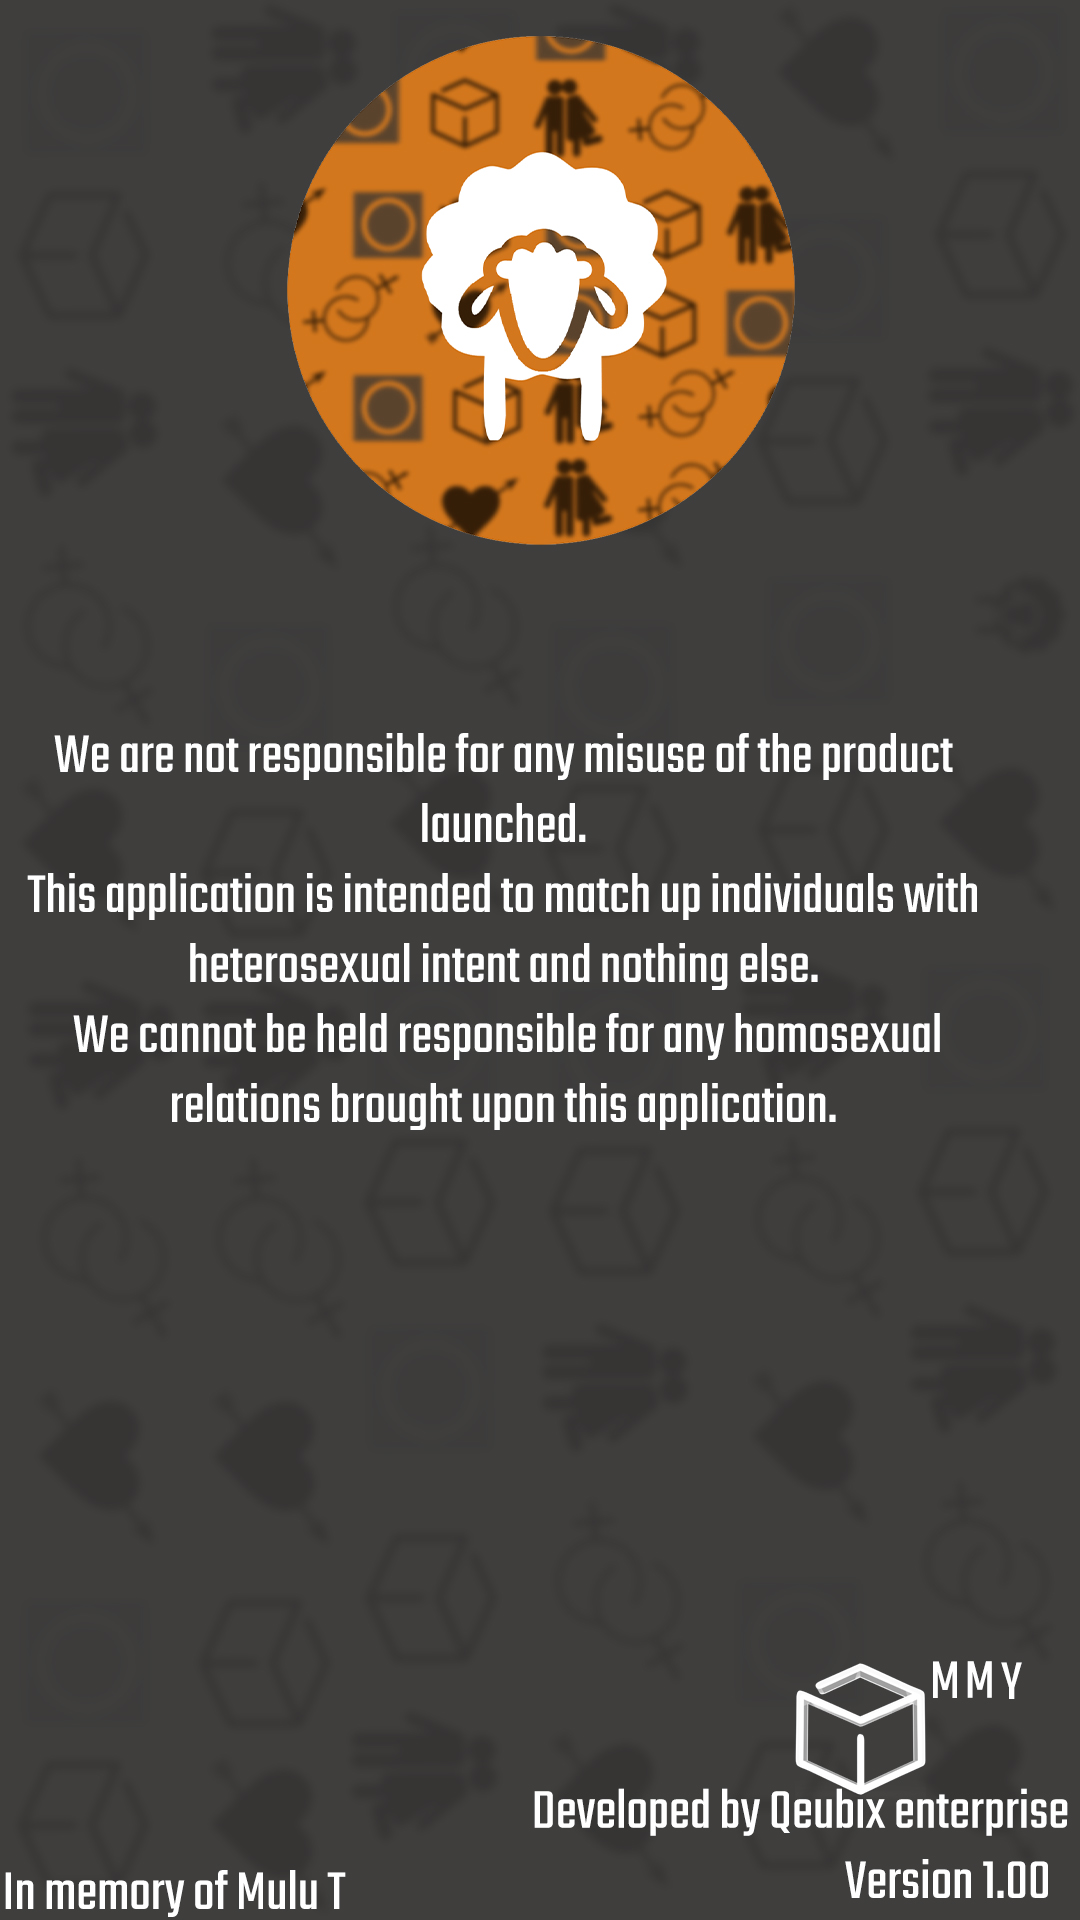 We are not responsible for any misuse of the product
launched.
This application is intended to match up individuals with
heterosexual intent and nothing else.
We cannot be held responsible for any homosexual
relations brought upon this application.
MMY
Developed by Qeubix enterprise
Version 1.00
In memory of Mulu T